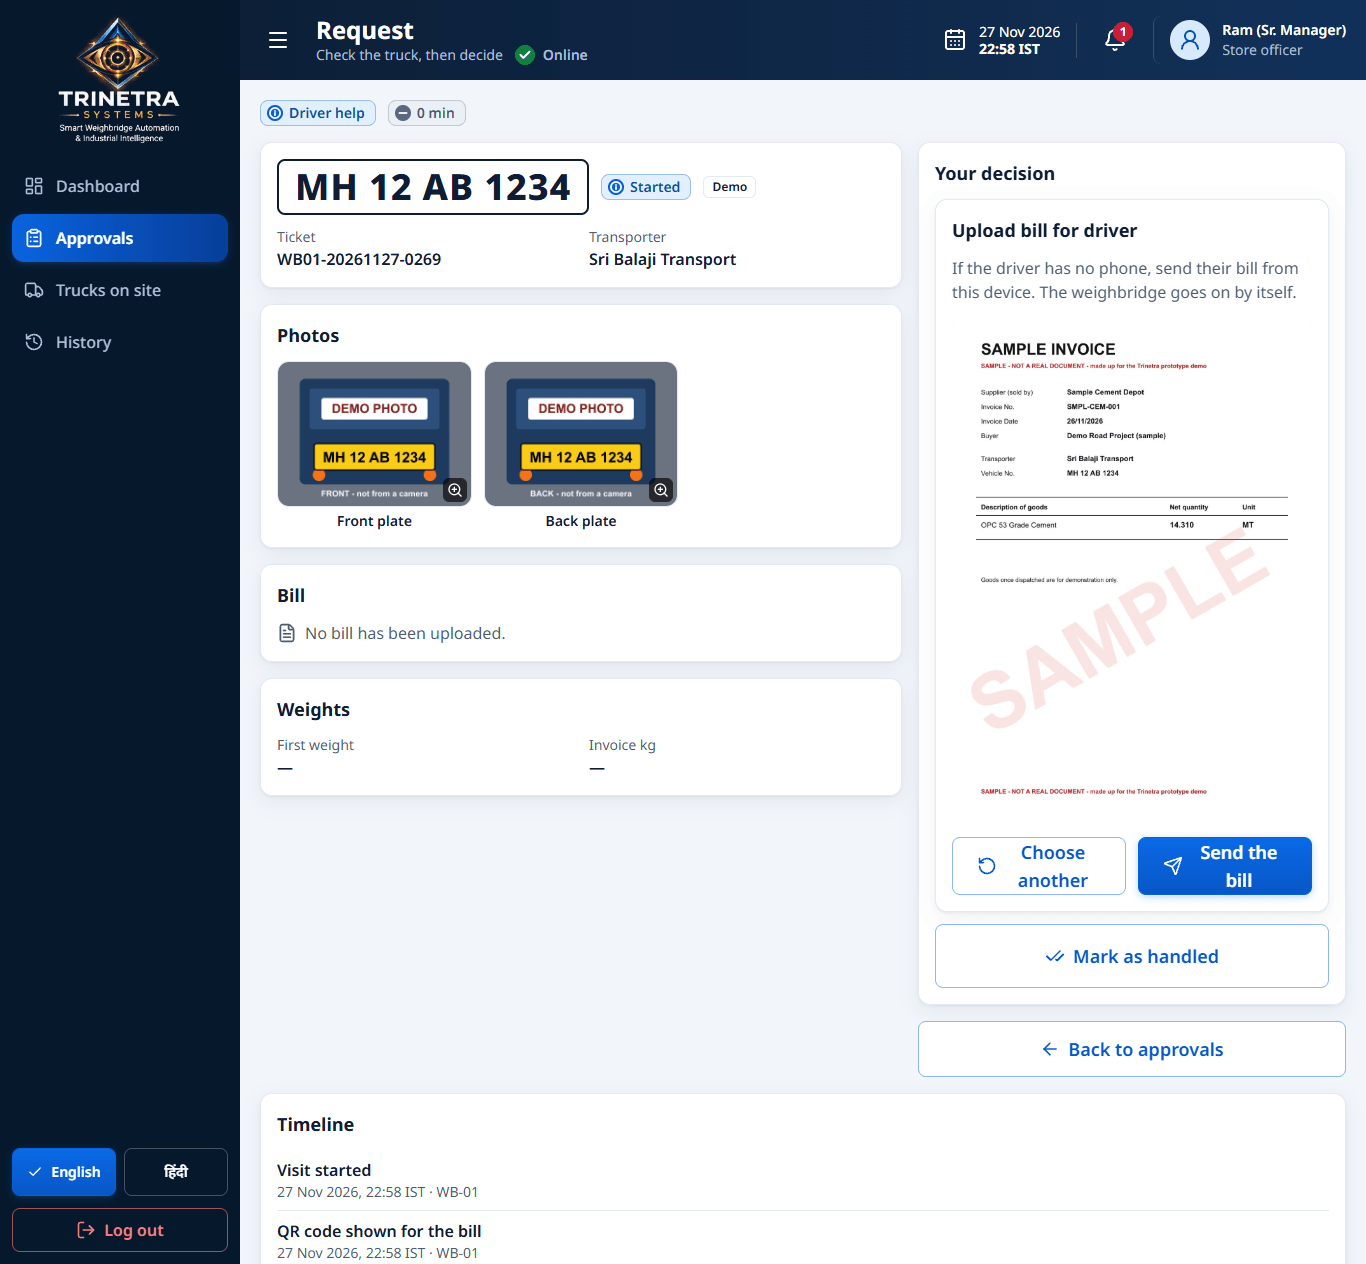 TRINETRA
SYSTEMS
Smart Weighbridge Automation
& Industrial Intelligence
Dashboard
Approvals
Trucks on site
History
English
हिंदी
Log out
Request
Check the truck, then decide
Online
27 Nov 2026
22:58 IST
1
Ram (Sr. Manager)
Store officer
Driver help
0 min
MH 12 AB 1234
Started
Demo
Ticket
WB01-20261127-0269
Transporter
Sri Balaji Transport
Photos
DEMO PHOTO
MH 12 AB 1234
FRONT - not from a camera
Front plate
DEMO PHOTO
MH 12 AB 1234
BACK - not from a camera
Back plate
Bill
No bill has been uploaded.
Weights
First weight
—
Invoice kg
—
Your decision
Upload bill for driver
If the driver has no phone, send their bill from
this device. The weighbridge goes on by itself.
SAMPLE INVOICE
SAMPLE - NOT A REAL DOCUMENT - made up for the Trinetra prototype demo
Supplier (sold by) Sample Cement Depot
Invoice No. SMPL-CEM-001
Invoice Date 26/11/2026
Buyer Demo Road Project (sample)
Transporter Sri Balaji Transport
Vehicle No. MH 12 AB 1234
Description of goods Net quantity Unit
OPC 53 Grade Cement 14.310 MT
Goods once dispatched are for demonstration only.
SAMPLE
SAMPLE - NOT A REAL DOCUMENT - made up for the Trinetra prototype demo
Choose
another
Send the
bill
Mark as handled
Back to approvals
Timeline
Visit started
27 Nov 2026, 22:58 IST · WB-01
QR code shown for the bill
27 Nov 2026, 22:58 IST · WB-01